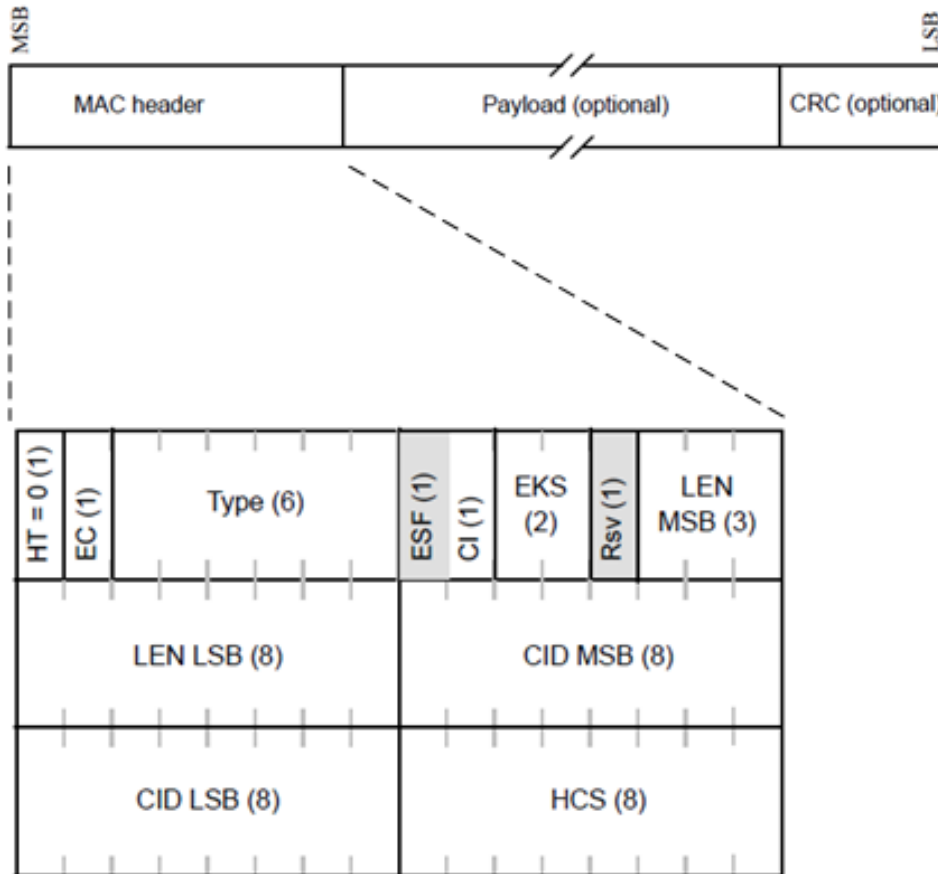 MSB
LSB
MAC header
Payload (optional)
CRC (optional)
HT = 0 (1)
EC (1)
Type (6)
ESF (1)
CI (1)
EKS
(2)
Rsv (1)
LEN
MSB (3)
LEN LSB (8)
CID MSB (8)
CID LSB (8)
HCS (8)